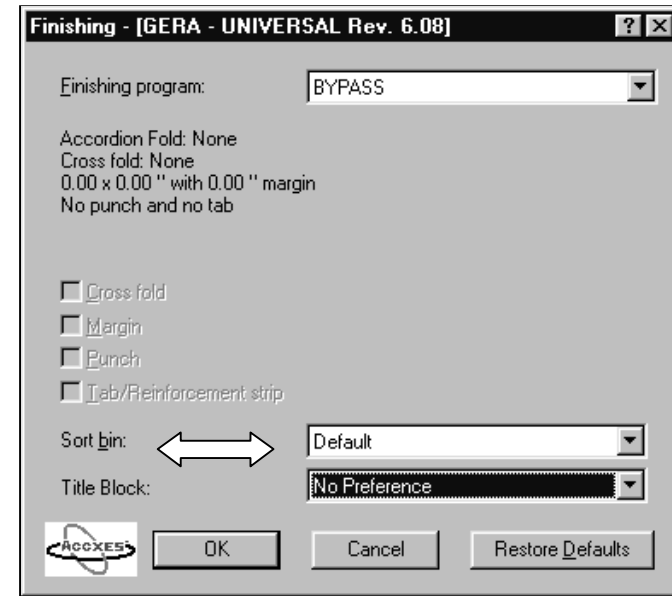 Finishing - [GERA - UNIVERSAL Rev. 6.08]
Finishing program: BYPASS
Accordion Fold: None
Cross fold: None
0.00 x 0.00 " with 0.00 " margin
No punch and no tab
Cross fold
Margin
Punch
Tab/Reinforcement strip
Sort bin: Default
Title Block: No Preference
ACCXES OK Cancel Restore Defaults